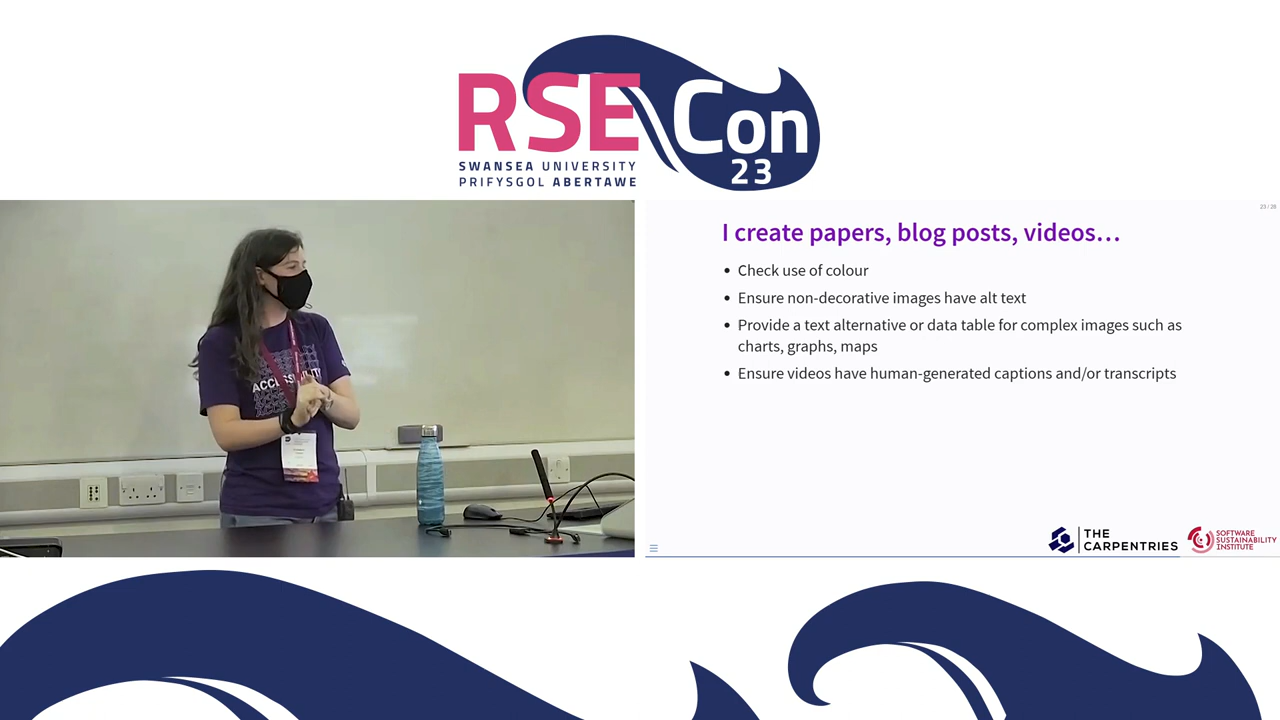 RSE Con
23
SWANSEA UNIVERSITY
PRIFYSGOL ABERTAWE
23 / 28
I create papers, blog posts, videos…
• Check use of colour
• Ensure non-decorative images have alt text
• Provide a text alternative or data table for complex images such as
charts, graphs, maps
• Ensure videos have human-generated captions and/or transcripts
THE
CARPENTRIES
SOFTWARE
SUSTAINABILITY
INSTITUTE